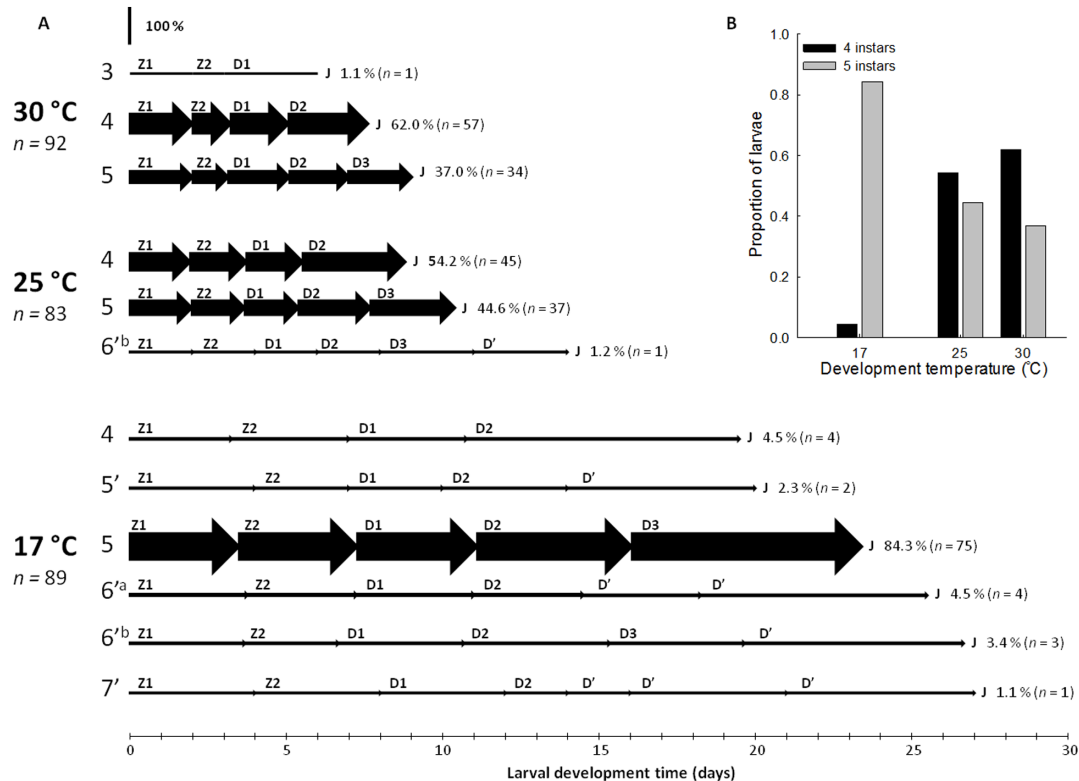 A
100 %
30 °C
n = 92
3 Z1 Z2 D1 J 1.1 % (n = 1)
4 Z1 Z2 D1 D2 J 62.0 % (n = 57)
5 Z1 Z2 D1 D2 D3 J 37.0 % (n = 34)
25 °C
n = 83
4 Z1 Z2 D1 D2 J 54.2 % (n = 45)
5 Z1 Z2 D1 D2 D3 J 44.6 % (n = 37)
6’b Z1 Z2 D1 D2 D3 D’ J 1.2 % (n = 1)
17 °C
n = 89
4 Z1 Z2 D1 D2 J 4.5 % (n = 4)
5’ Z1 Z2 D1 D2 D’ J 2.3 % (n = 2)
5 Z1 Z2 D1 D2 D3 J 84.3 % (n = 75)
6’a Z1 Z2 D1 D2 D’ D’ J 4.5 % (n = 4)
6’b Z1 Z2 D1 D2 D3 D’ J 3.4 % (n = 3)
7’ Z1 Z2 D1 D2 D’ D’ D’ J 1.1 % (n = 1)
0 5 10 15 20 25 30
Larval development time (days)
B
4 instars
5 instars
1.0
0.8
0.6
0.4
0.2
0.0
Proportion of larvae
17 25 30
Development temperature (°C)